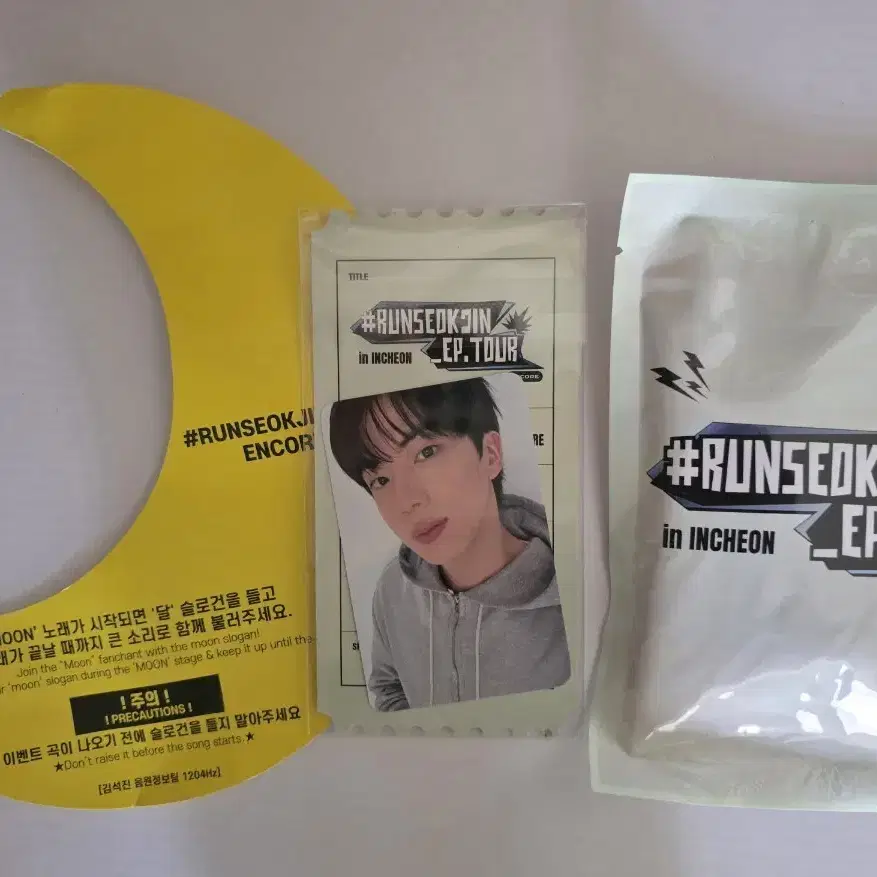 #RUNSEOKJI
ENCOR
MOON' 노래가 시작되면 '달' 슬로건을 들고
래가 끝날 때까지 큰 소리로 함께 불러주세요.
Join the "Moon" fanchant with the moon slogan!
r 'moon' slogan during the 'MOON' stage & keep it up until the
! 주의 !
! PRECAUTIONS !
이벤트 곡이 나오기 전에 슬로건을 들지 말아주세요
★Don't raise it before the song starts.★
[김석진 음원정보팀 1204Hz]
TITLE
#RUNSEOKJIN
_EP.TOUR
in INCHEON
CORE
RE
#RUNSEOK
_EP
in INCHEON